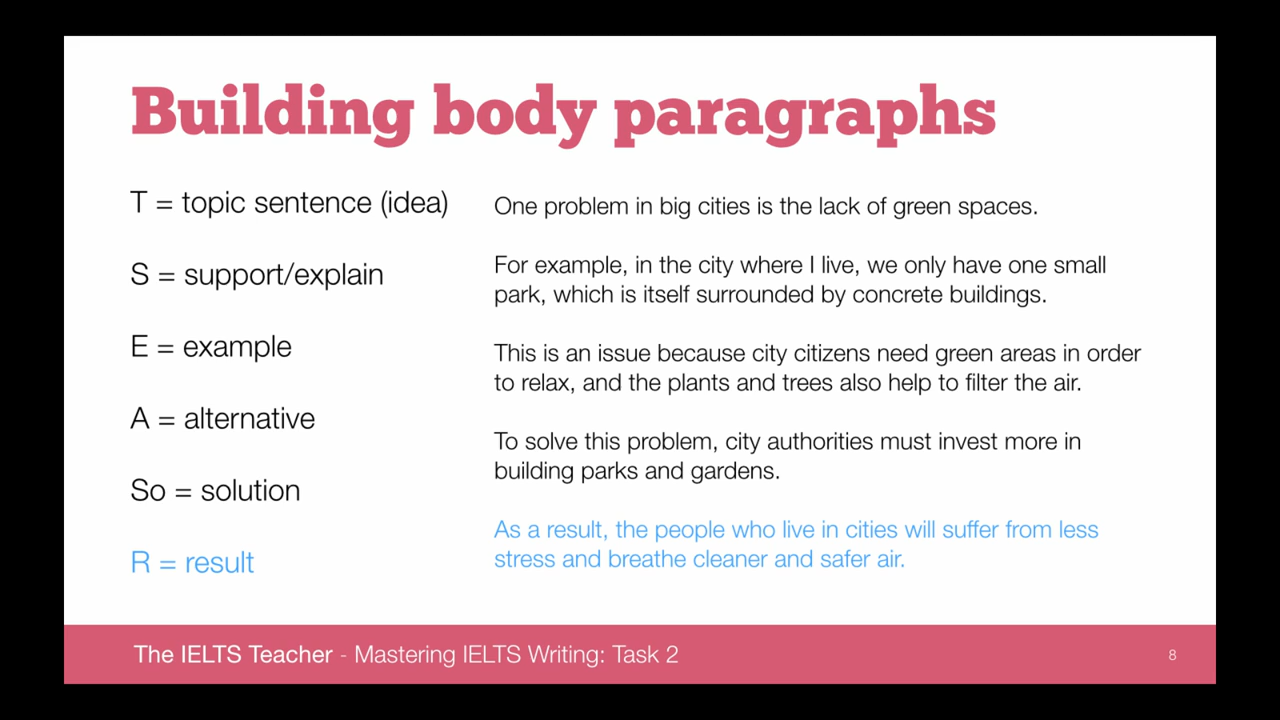 Building body paragraphs
T = topic sentence (idea)
S = support/explain
E = example
A = alternative
So = solution
R = result
One problem in big cities is the lack of green spaces.
For example, in the city where I live, we only have one small
park, which is itself surrounded by concrete buildings.
This is an issue because city citizens need green areas in order
to relax, and the plants and trees also help to filter the air.
To solve this problem, city authorities must invest more in
building parks and gardens.
As a result, the people who live in cities will suffer from less
stress and breathe cleaner and safer air.
The IELTS Teacher - Mastering IELTS Writing: Task 2
8